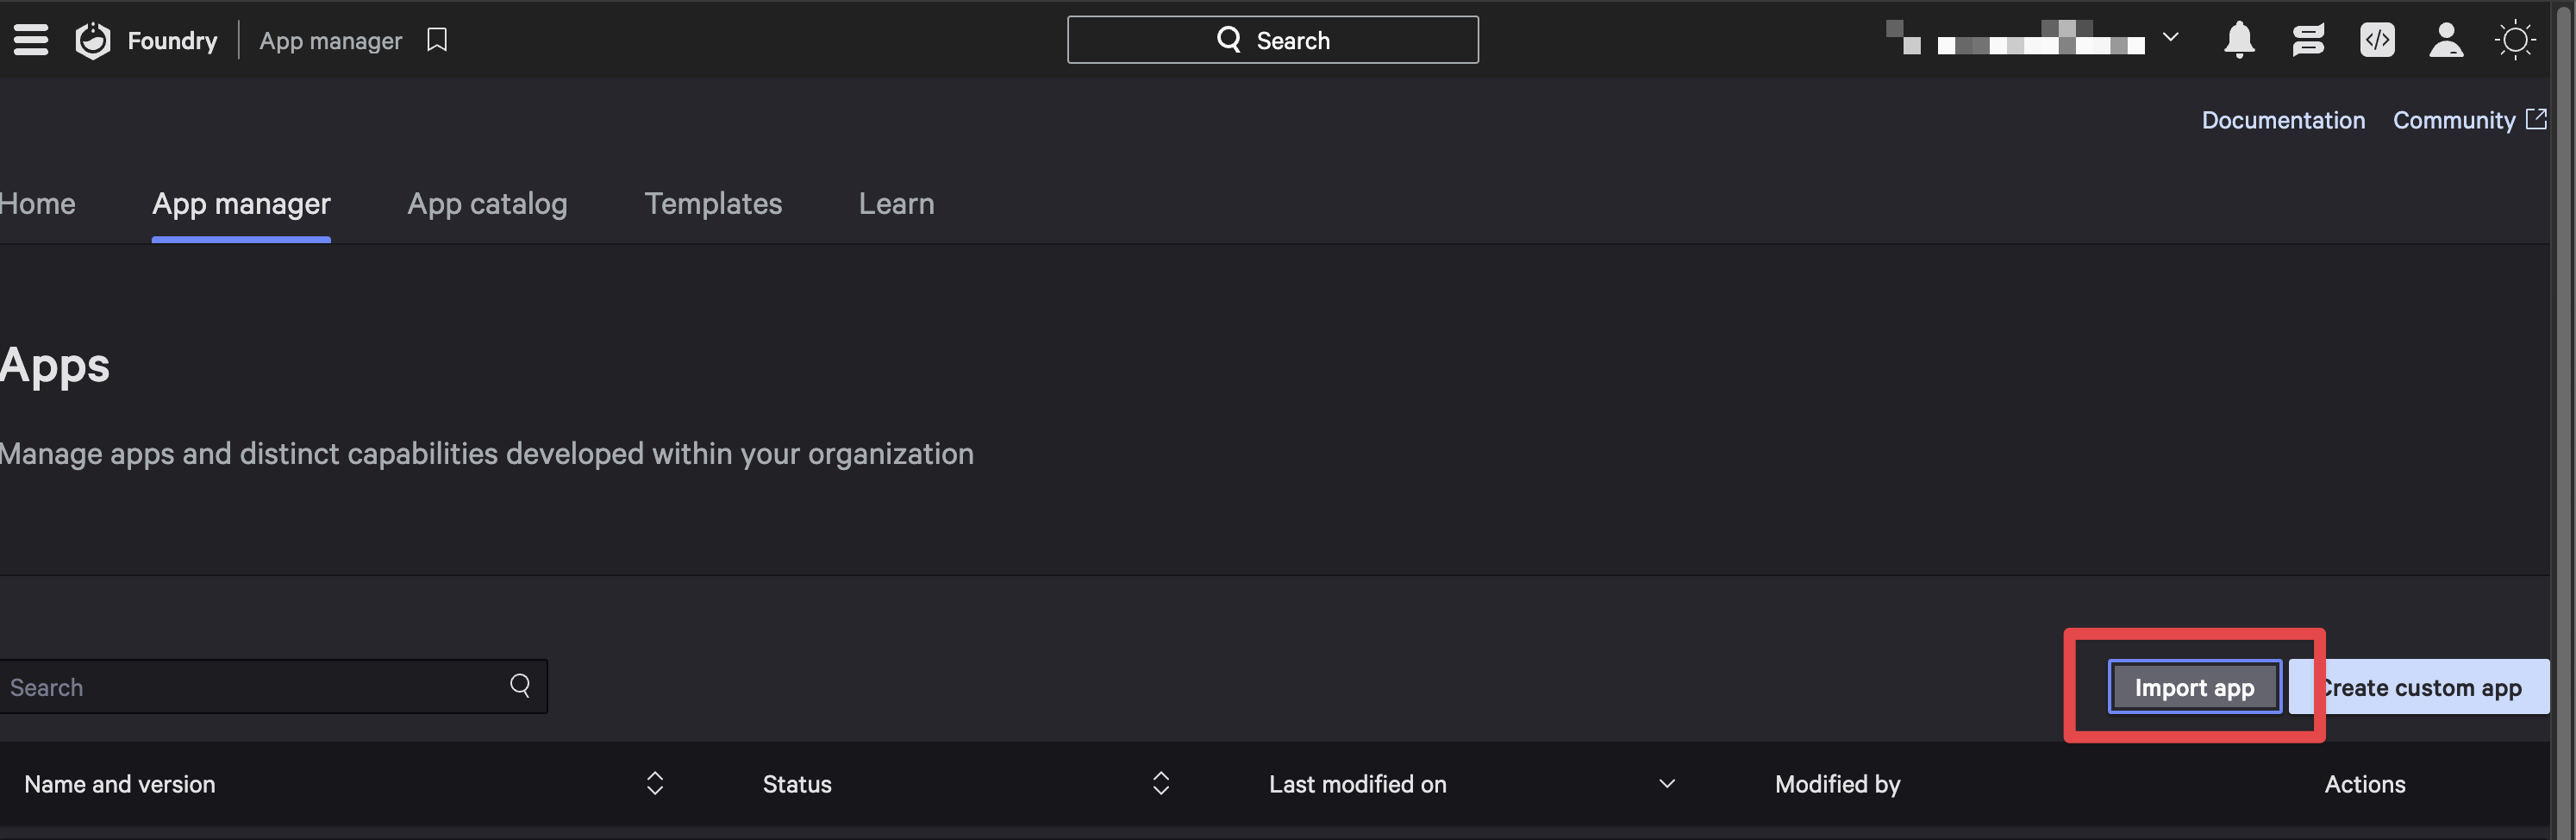 Foundry App manager Search
Documentation Community
Home App manager App catalog Templates Learn
Apps
Manage apps and distinct capabilities developed within your organization
Search Import app Create custom app
Name and version Status Last modified on Modified by Actions